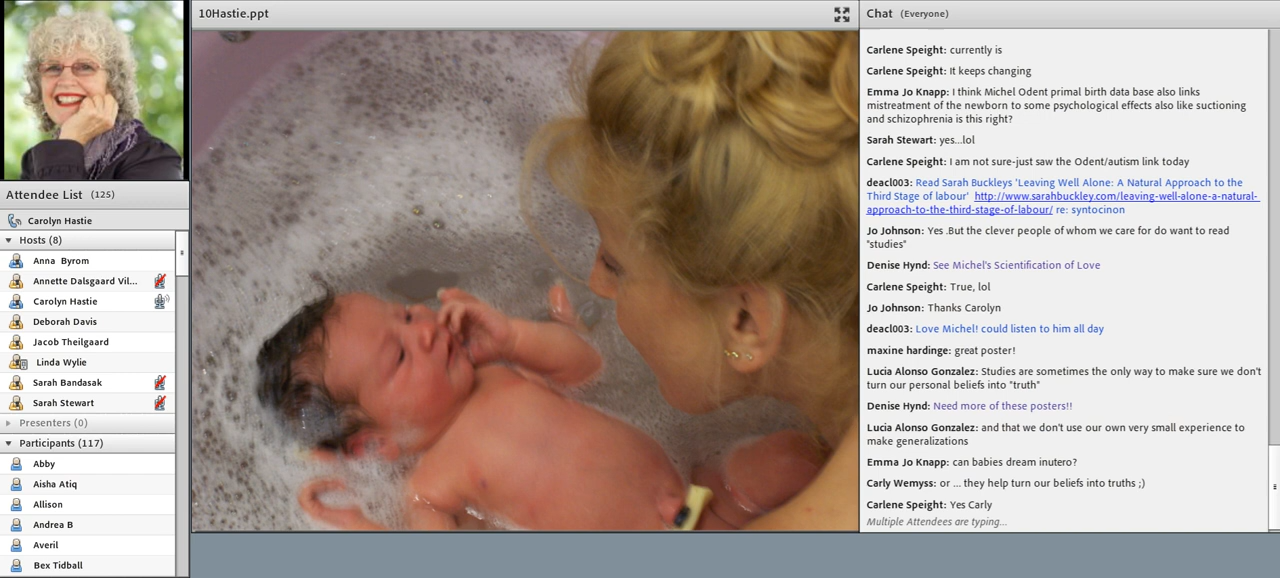 Attendee List (125)
Carolyn Hastie
Hosts (8)
Anna Byrom
Annette Dalsgaard Vil...
Carolyn Hastie
Deborah Davis
Jacob Theilgaard
Linda Wylie
Sarah Bandasak
Sarah Stewart
Presenters (0)
Participants (117)
Abby
Aisha Atiq
Allison
Andrea B
Averil
Bex Tidball
10Hastie.ppt
Chat (Everyone)
Carlene Speight: currently is
Carlene Speight: It keeps changing
Emma Jo Knapp: I think Michel Odent primal birth data base also links
mistreatment of the newborn to some psychological effects also like suctioning
and schizophrenia is this right?
Sarah Stewart: yes...lol
Carlene Speight: I am not sure-just saw the Odent/autism link today
deacl003: Read Sarah Buckleys 'Leaving Well Alone: A Natural Approach to the
Third Stage of labour' http://www.sarahbuckley.com/leaving-well-alone-a-natural-
approach-to-the-third-stage-of-labour/ re: syntocinon
Jo Johnson: Yes .But the clever people of whom we care for do want to read
"studies"
Denise Hynd: See Michel's Scientification of Love
Carlene Speight: True, lol
Jo Johnson: Thanks Carolyn
deacl003: Love Michel! could listen to him all day
maxine hardinge: great poster!
Lucia Alonso Gonzalez: Studies are sometimes the only way to make sure we don't
turn our personal beliefs into "truth"
Denise Hynd: Need more of these posters!!
Lucia Alonso Gonzalez: and that we don't use our own very small experience to
make generalizations
Emma Jo Knapp: can babies dream inutero?
Carly Wemyss: or ... they help turn our beliefs into truths ;)
Carlene Speight: Yes Carly
Multiple Attendees are typing...